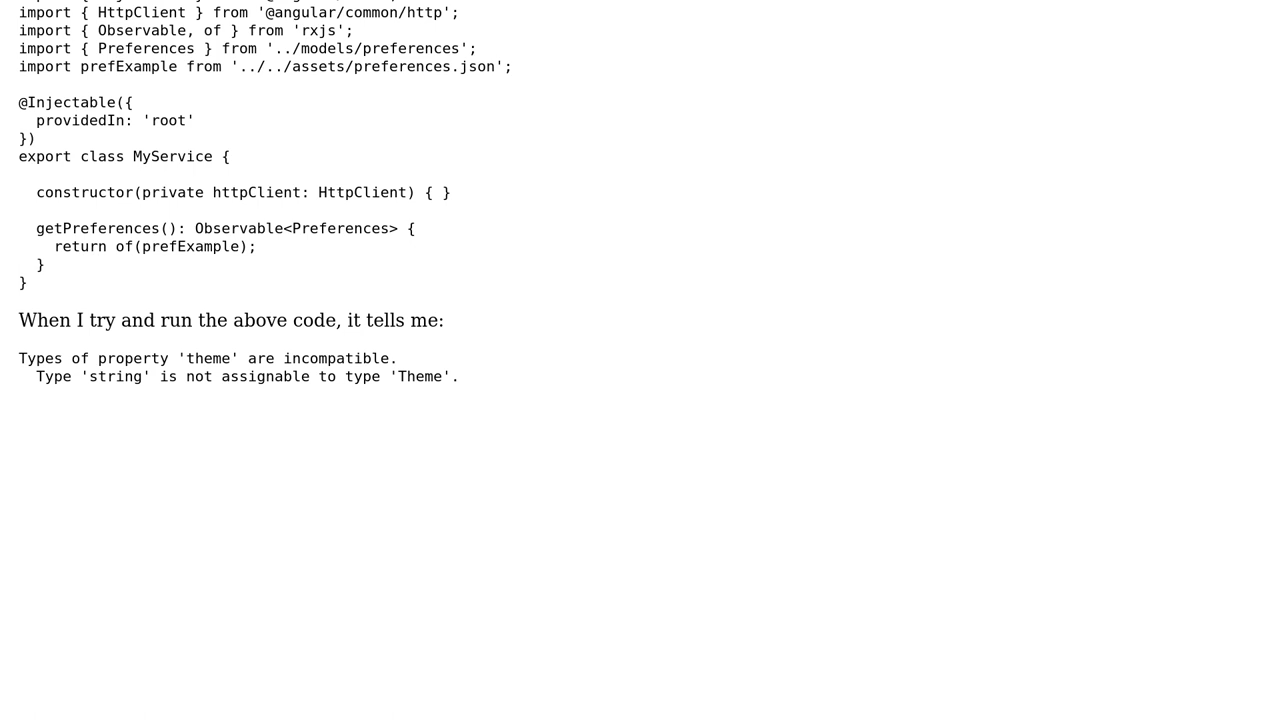 import { HttpClient } from '@angular/common/http';
import { Observable, of } from 'rxjs';
import { Preferences } from '../models/preferences';
import prefExample from '../../assets/preferences.json';

@Injectable({
  providedIn: 'root'
})
export class MyService {

  constructor(private httpClient: HttpClient) { }

  getPreferences(): Observable<Preferences> {
    return of(prefExample);
  }
}

When I try and run the above code, it tells me:

Types of property 'theme' are incompatible.
  Type 'string' is not assignable to type 'Theme'.